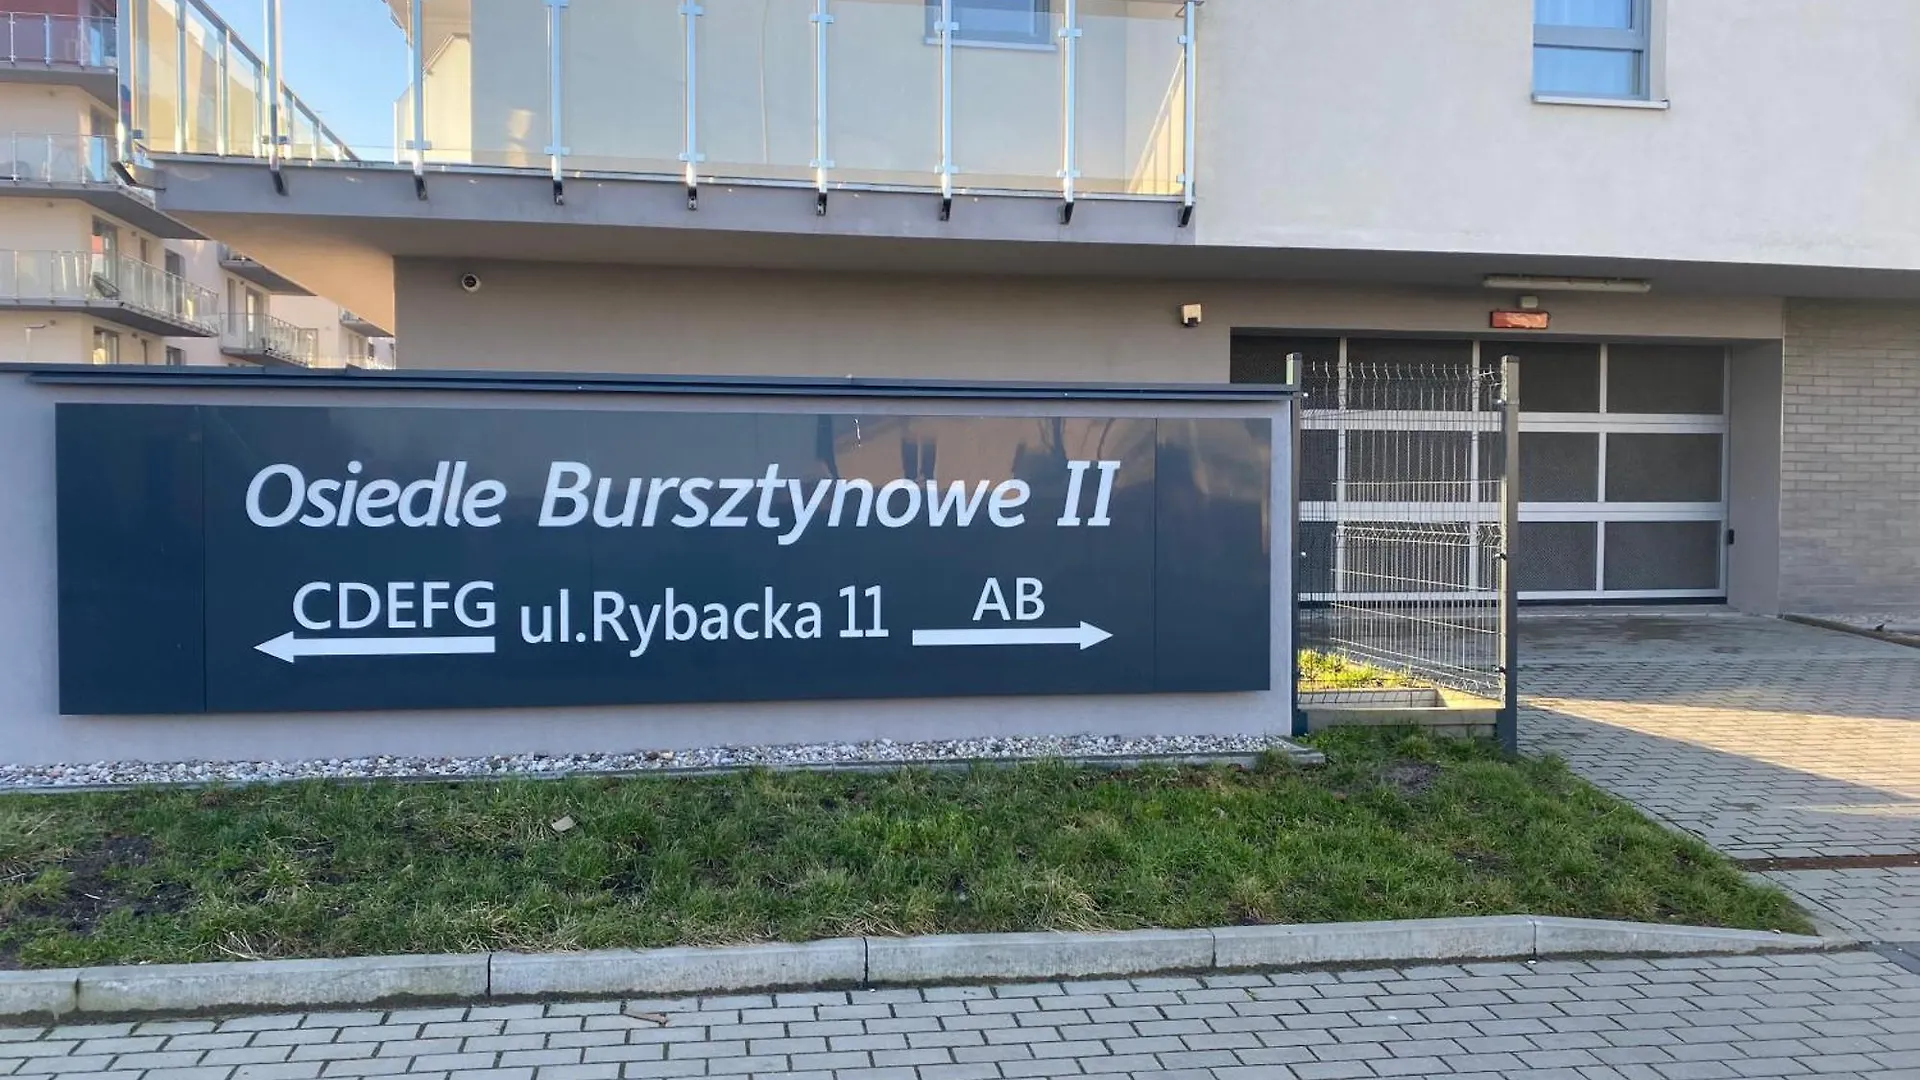 Osiedle Bursztynowe II
CDEFG ul.Rybacka 11 AB